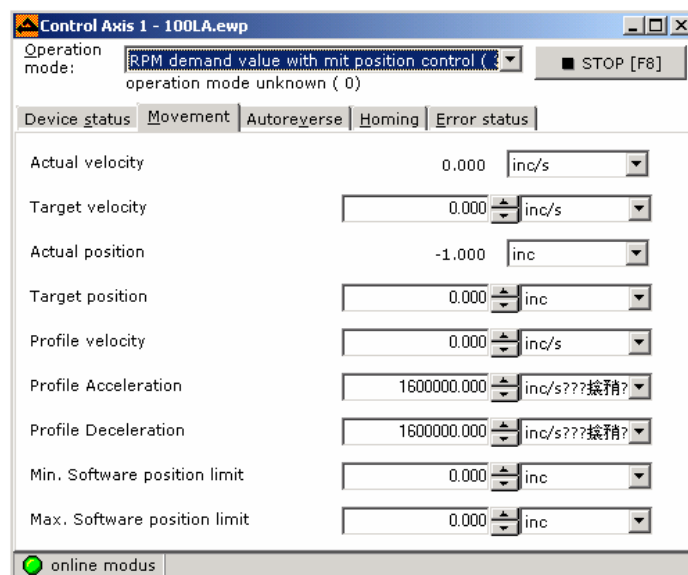 Control Axis 1 - 100LA.ewp
Operation mode: RPM demand value with mit position control ( STOP [F8]
operation mode unknown ( 0)
Device status Movement Autoreverse Homing Error status
Actual velocity 0.000 inc/s
Target velocity 0.000 inc/s
Actual position -1.000 inc
Target position 0.000 inc
Profile velocity 0.000 inc/s
Profile Acceleration 1600000.000 inc/s???
Profile Deceleration 1600000.000 inc/s???
Min. Software position limit 0.000 inc
Max. Software position limit 0.000 inc
online modus